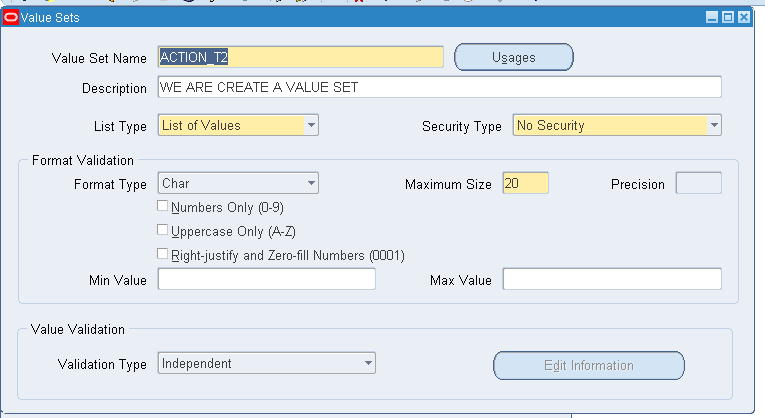 Value Sets
Value Set Name ACTION_T2 Usages
Description WE ARE CREATE A VALUE SET
List Type List of Values Security Type No Security
Format Validation
Format Type Char Maximum Size 20 Precision
Numbers Only (0-9)
Uppercase Only (A-Z)
Right-justify and Zero-fill Numbers (0001)
Min Value Max Value
Value Validation
Validation Type Independent Edit Information